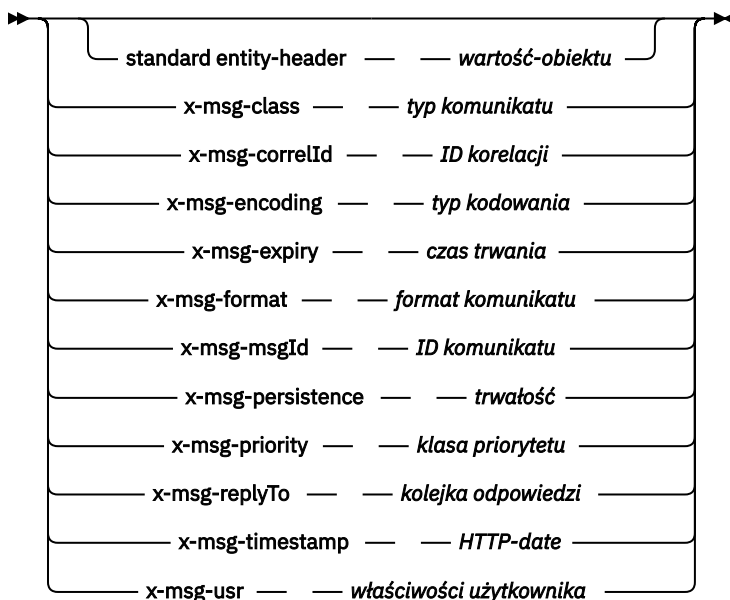 standard entity-header — — wartość-obiektu
x-msg-class — — typ komunikatu
x-msg-correlId — — ID korelacji
x-msg-encoding — — typ kodowania
x-msg-expiry — — czas trwania
x-msg-format — — format komunikatu
x-msg-msgId — — ID komunikatu
x-msg-persistence — — trwałość
x-msg-priority — — klasa priorytetu
x-msg-replyTo — — kolejka odpowiedzi
x-msg-timestamp — — HTTP-date
x-msg-usr — — właściwości użytkownika